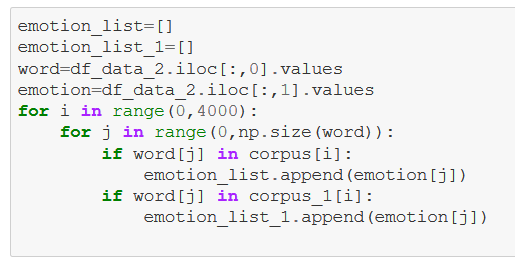 emotion_list=[]
emotion_list_1=[]
word=df_data_2.iloc[:,0].values
emotion=df_data_2.iloc[:,1].values
for i in range(0,4000):
    for j in range(0,np.size(word)):
        if word[j] in corpus[i]:
            emotion_list.append(emotion[j])
        if word[j] in corpus_1[i]:
            emotion_list_1.append(emotion[j])